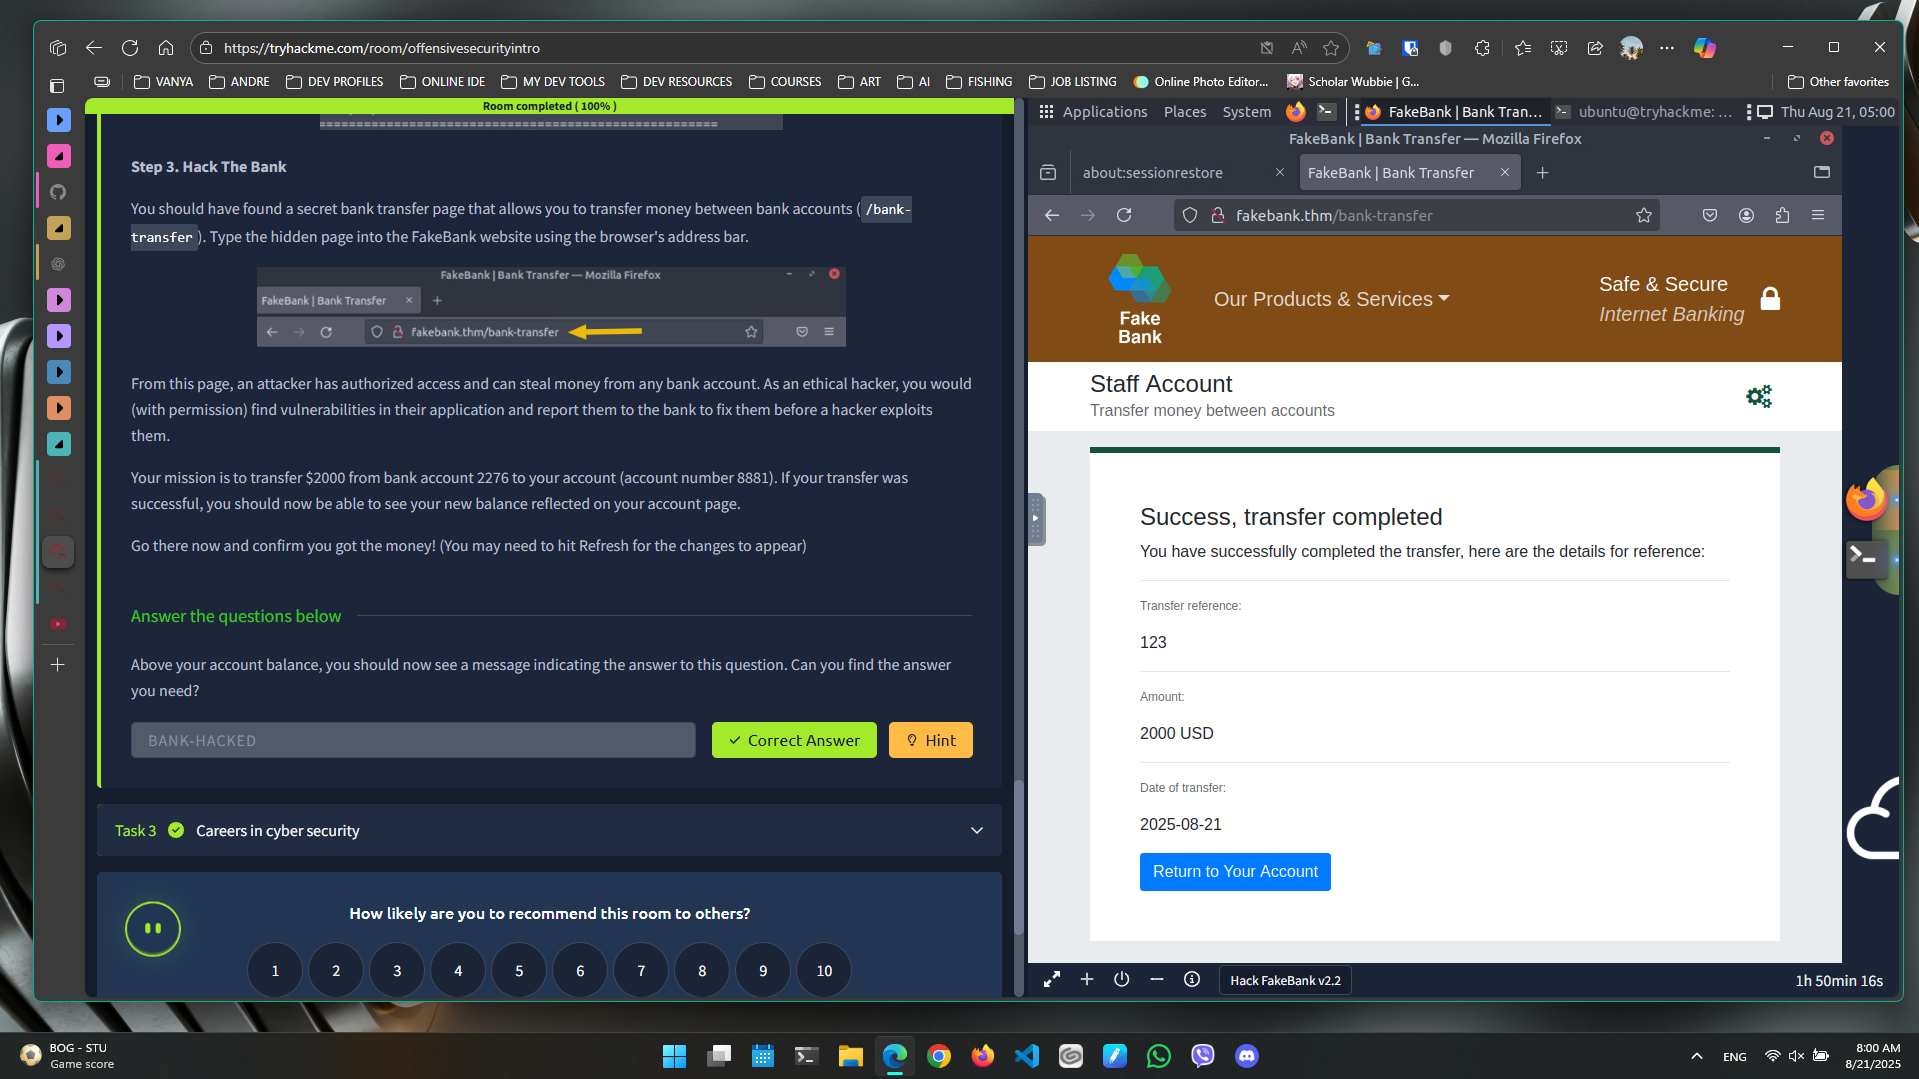 https://tryhackme.com/room/offensivesecurityintro
VANYA
ANDRE
DEV PROFILES
ONLINE IDE
MY DEV TOOLS
DEV RESOURCES
COURSES
ART
AI
FISHING
JOB LISTING
Online Photo Editor...
Scholar Wubbie | G...
Other favorites
Room completed ( 100% )
Step 3. Hack The Bank
You should have found a secret bank transfer page that allows you to transfer money between bank accounts ( /bank-
transfer ). Type the hidden page into the FakeBank website using the browser's address bar.
FakeBank | Bank Transfer — Mozilla Firefox
FakeBank | Bank Transfer
fakebank.thm/bank-transfer
From this page, an attacker has authorized access and can steal money from any bank account. As an ethical hacker, you would
(with permission) find vulnerabilities in their application and report them to the bank to fix them before a hacker exploits
them.
Your mission is to transfer $2000 from bank account 2276 to your account (account number 8881). If your transfer was
successful, you should now be able to see your new balance reflected on your account page.
Go there now and confirm you got the money! (You may need to hit Refresh for the changes to appear)
Answer the questions below
Above your account balance, you should now see a message indicating the answer to this question. Can you find the answer
you need?
BANK-HACKED
Correct Answer
Hint
Task 3
Careers in cyber security
How likely are you to recommend this room to others?
1
2
3
4
5
6
7
8
9
10
Applications
Places
System
FakeBank | Bank Tran...
ubuntu@tryhackme: ...
Thu Aug 21, 05:00
FakeBank | Bank Transfer — Mozilla Firefox
about:sessionrestore
FakeBank | Bank Transfer
fakebank.thm/bank-transfer
Fake
Bank
Our Products & Services
Safe & Secure
Internet Banking
Staff Account
Transfer money between accounts
Success, transfer completed
You have successfully completed the transfer, here are the details for reference:
Transfer reference:
123
Amount:
2000 USD
Date of transfer:
2025-08-21
Return to Your Account
Hack FakeBank v2.2
1h 50min 16s
BOG - STU
Game score
ENG
8:00 AM
8/21/2025